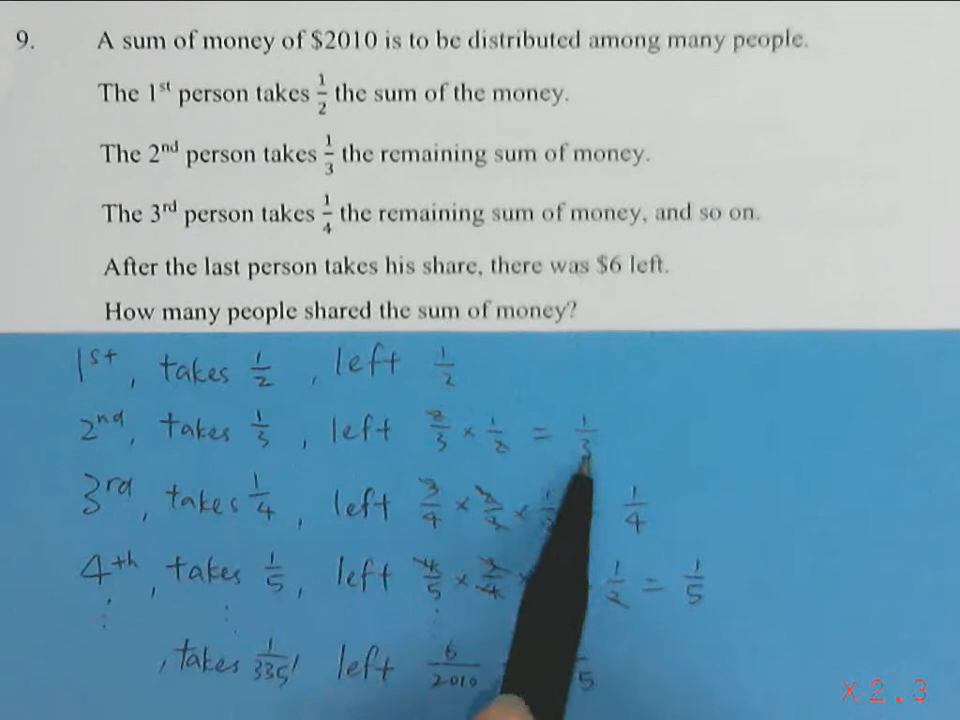 9. A sum of money of $2010 is to be distributed among many people.
The 1st person takes 1/2 the sum of the money.
The 2nd person takes 1/3 the remaining sum of money.
The 3rd person takes 1/4 the remaining sum of money, and so on.
After the last person takes his share, there was $6 left.
How many people shared the sum of money?
1st, takes 1/2, left 1/2
2nd, takes 1/3, left 2/3 × 1/2 = 1/3
3rd, takes 1/4, left 3/4 × 2/3 × 1/4
4th, takes 1/5, left 4/5 × 3/4 × 1/2 = 1/5
, takes 1/335, left 6/2010
×2.3